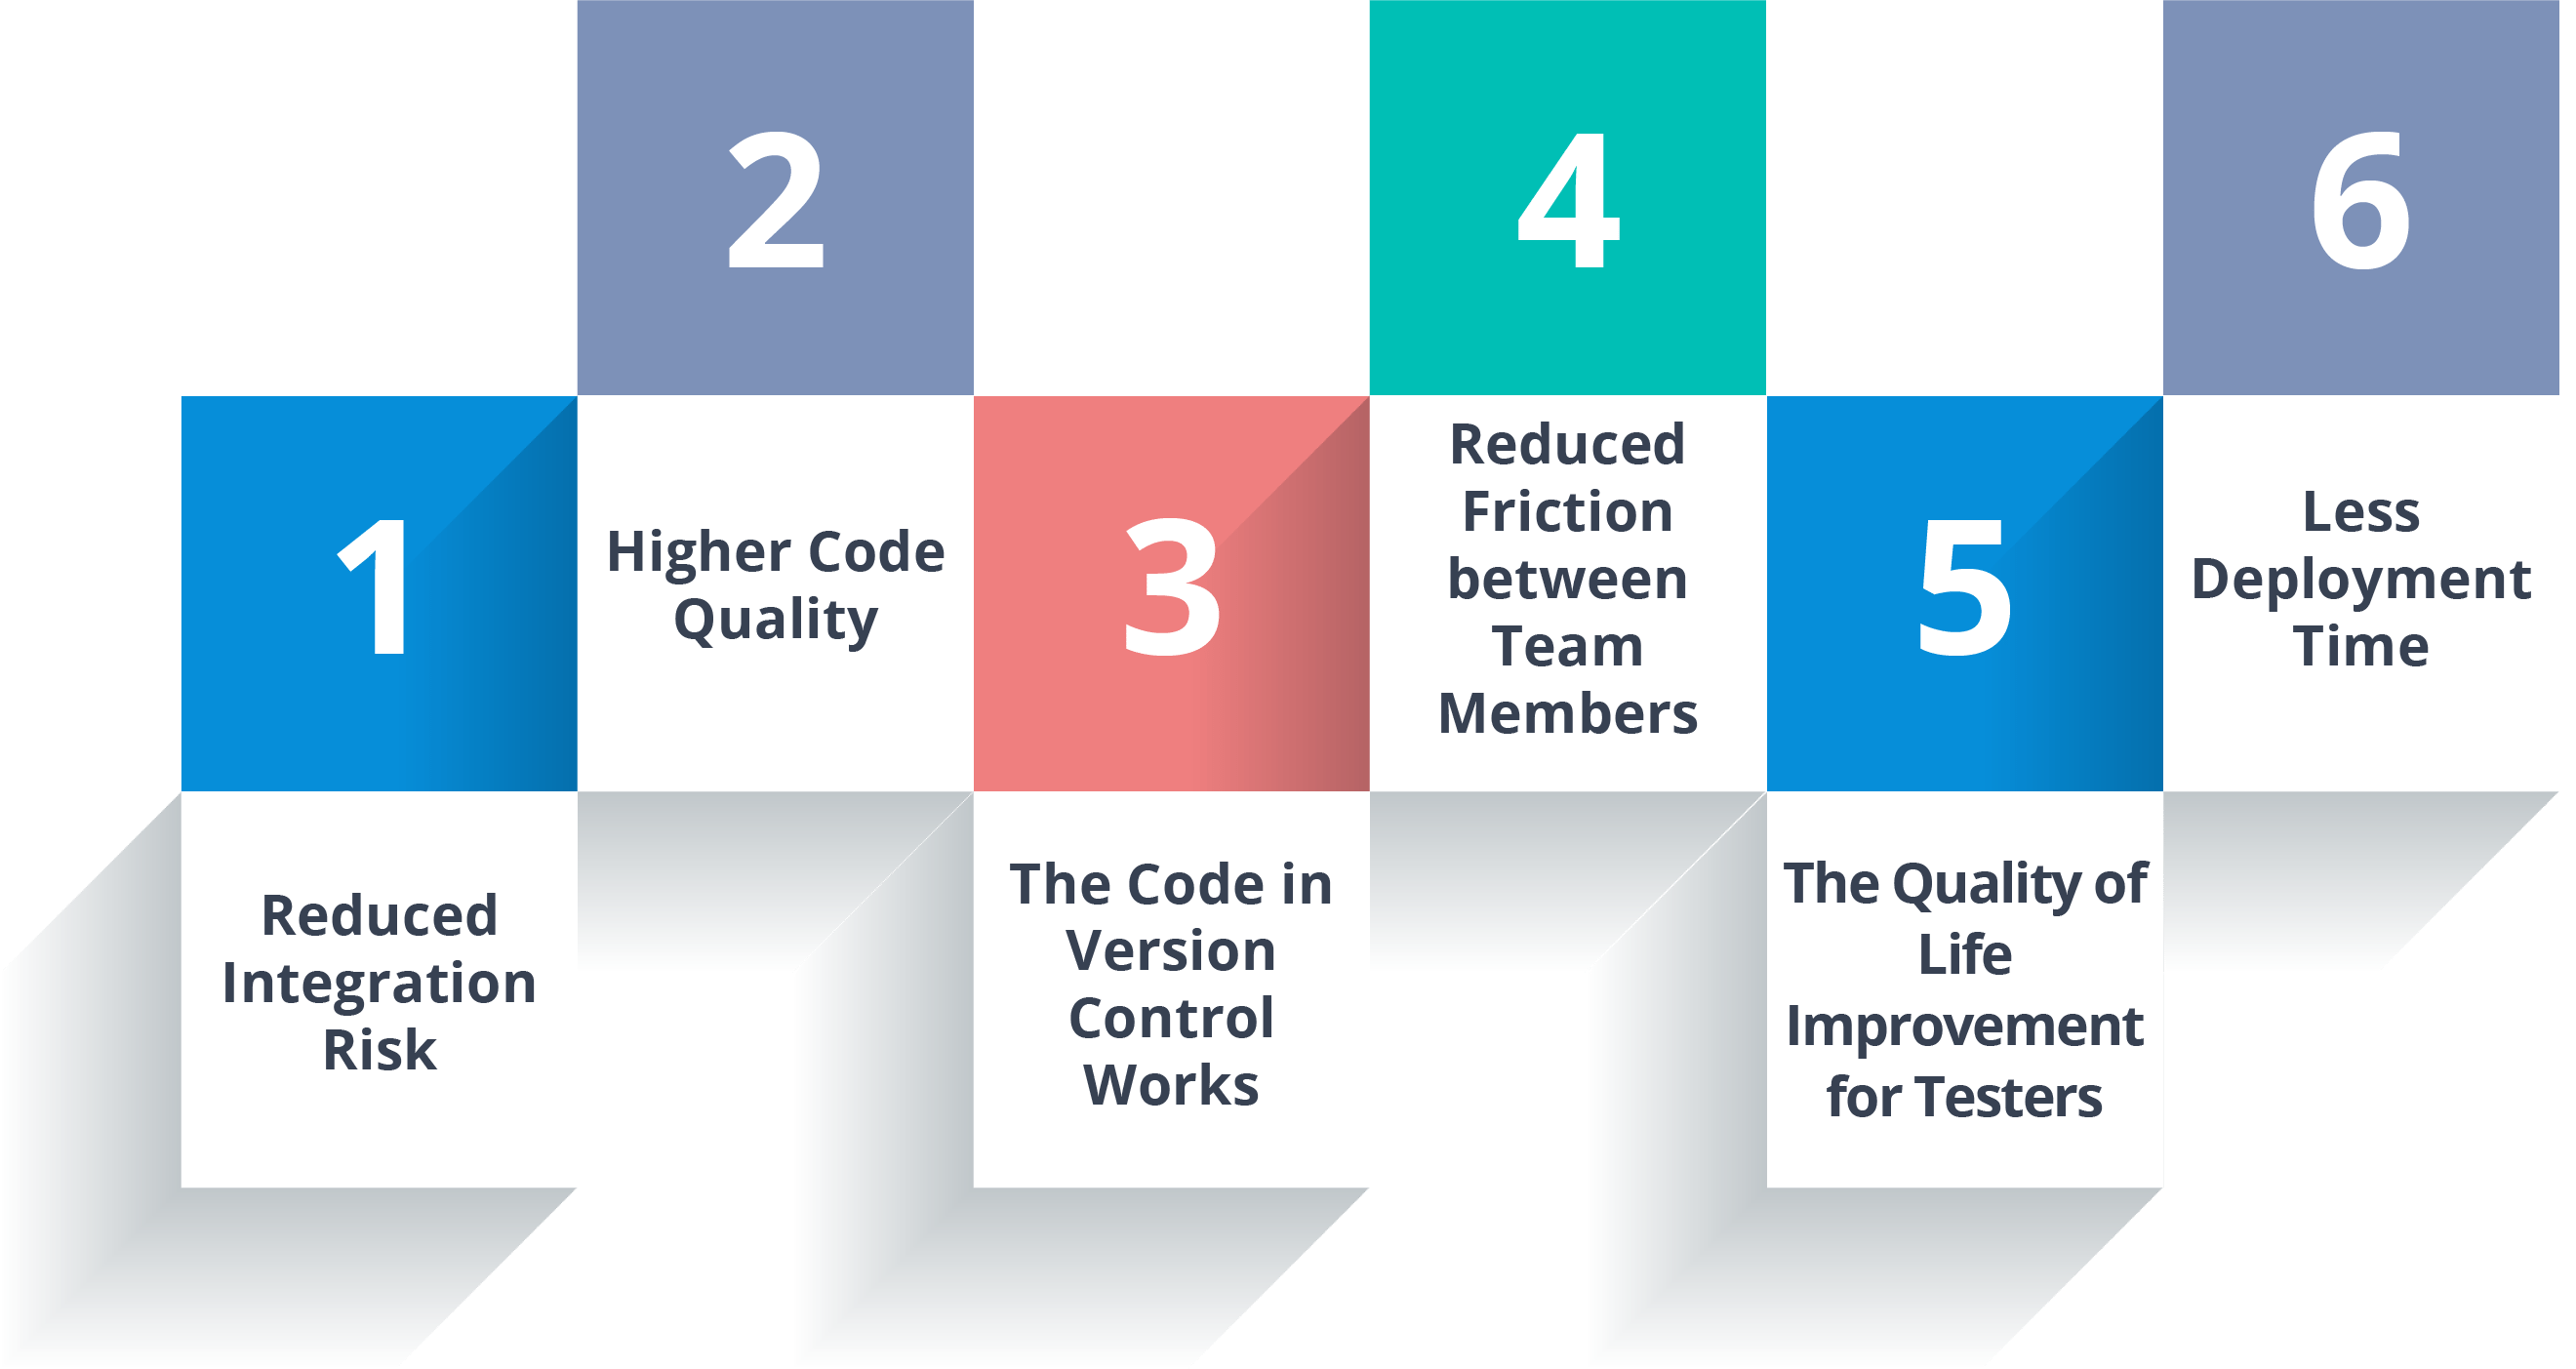 1
Reduced
Integration
Risk
2
Higher Code
Quality
3
The Code in
Version
Control
Works
4
Reduced
Friction
between
Team
Members
5
The Quality of
Life
Improvement
for Testers
6
Less
Deployment
Time